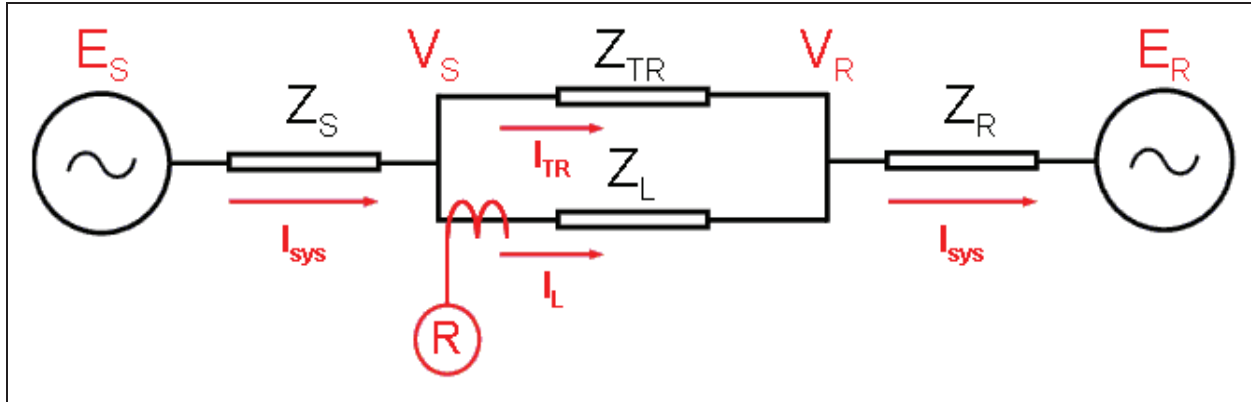 E_S
V_S
Z_TR
V_R
E_R
Z_S
I_TR
Z_L
Z_R
I_sys
I_L
I_sys
R